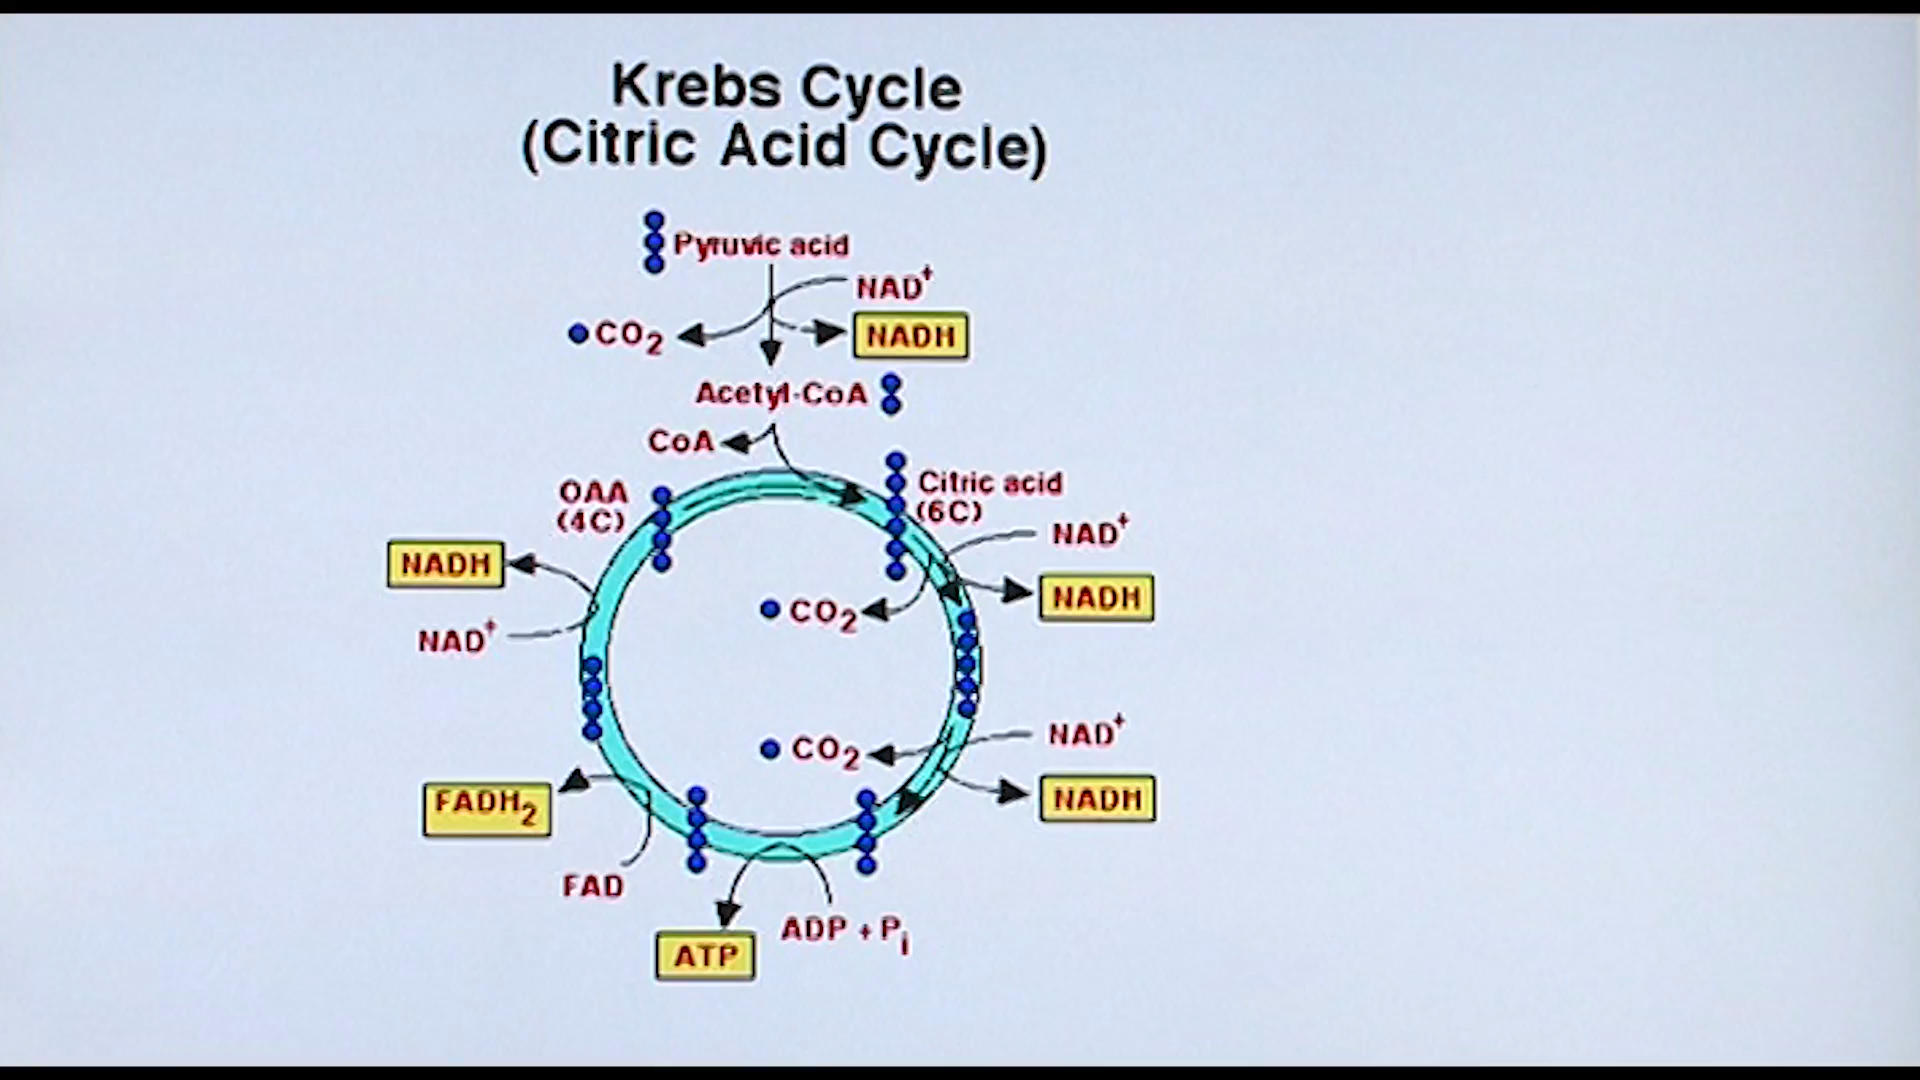 Krebs Cycle
(Citric Acid Cycle)
Pyruvic acid
NAD+
CO2
NADH
Acetyl-CoA
CoA
OAA
(4C)
Citric acid
(6C)
NAD+
NADH
NADH
CO2
NAD+
CO2
NAD+
NADH
FADH2
FAD
ADP + Pi
ATP